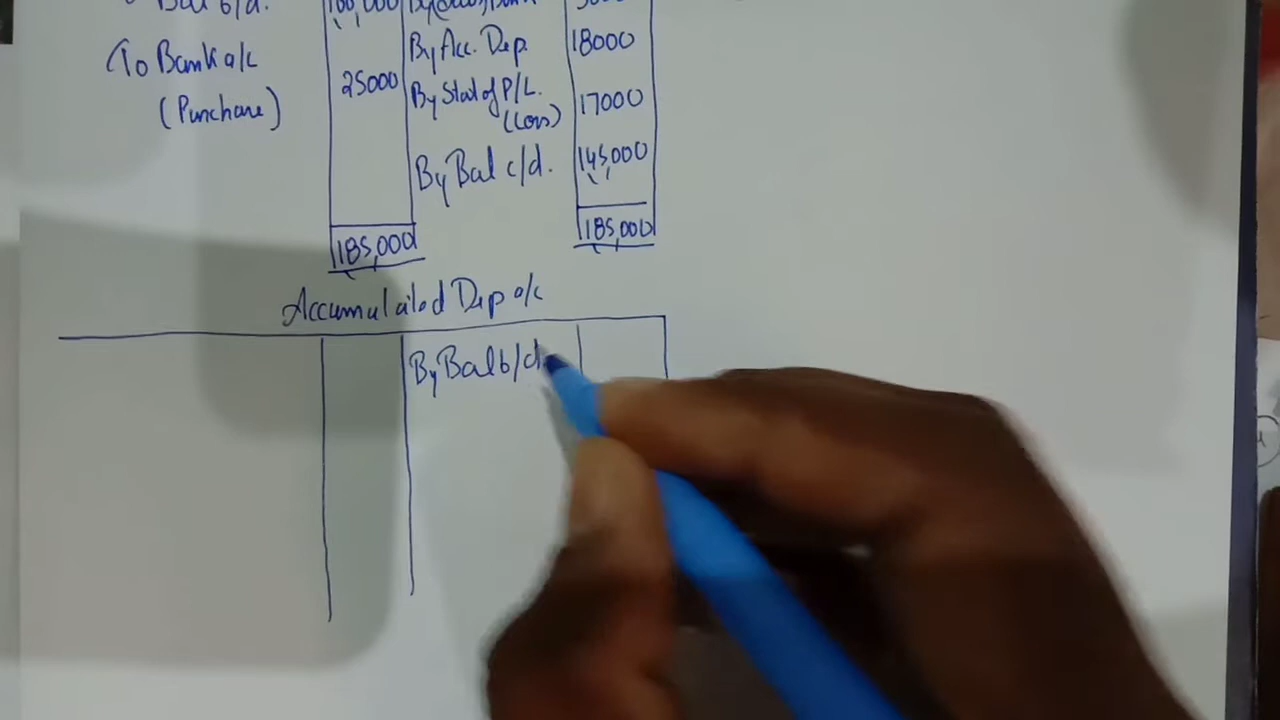 Bal b/d. 
To Bank a/c 25000
(Purchase)
By Acc. Dep 18000
By Stat of P/L. 17000
(Loss)
By Bal c/d. 145,000
185,000 185,000
Accumulated Dep a/c
By Bal b/d